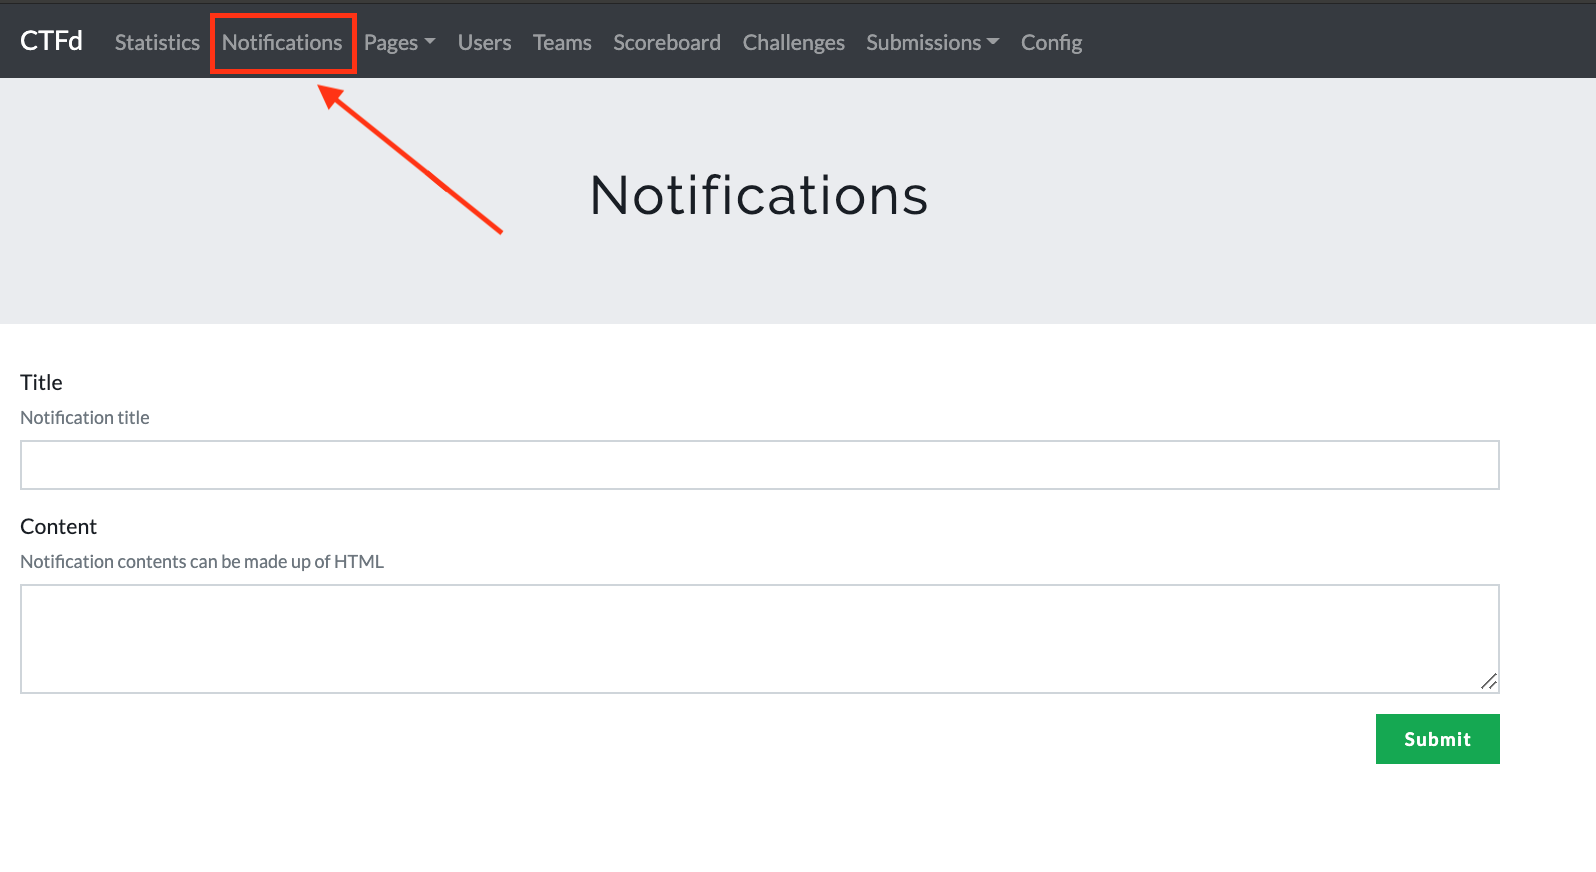 CTFd Statistics Notifications Pages Users Teams Scoreboard Challenges Submissions Config
Notifications
Title
Notification title
Content
Notification contents can be made up of HTML
Submit